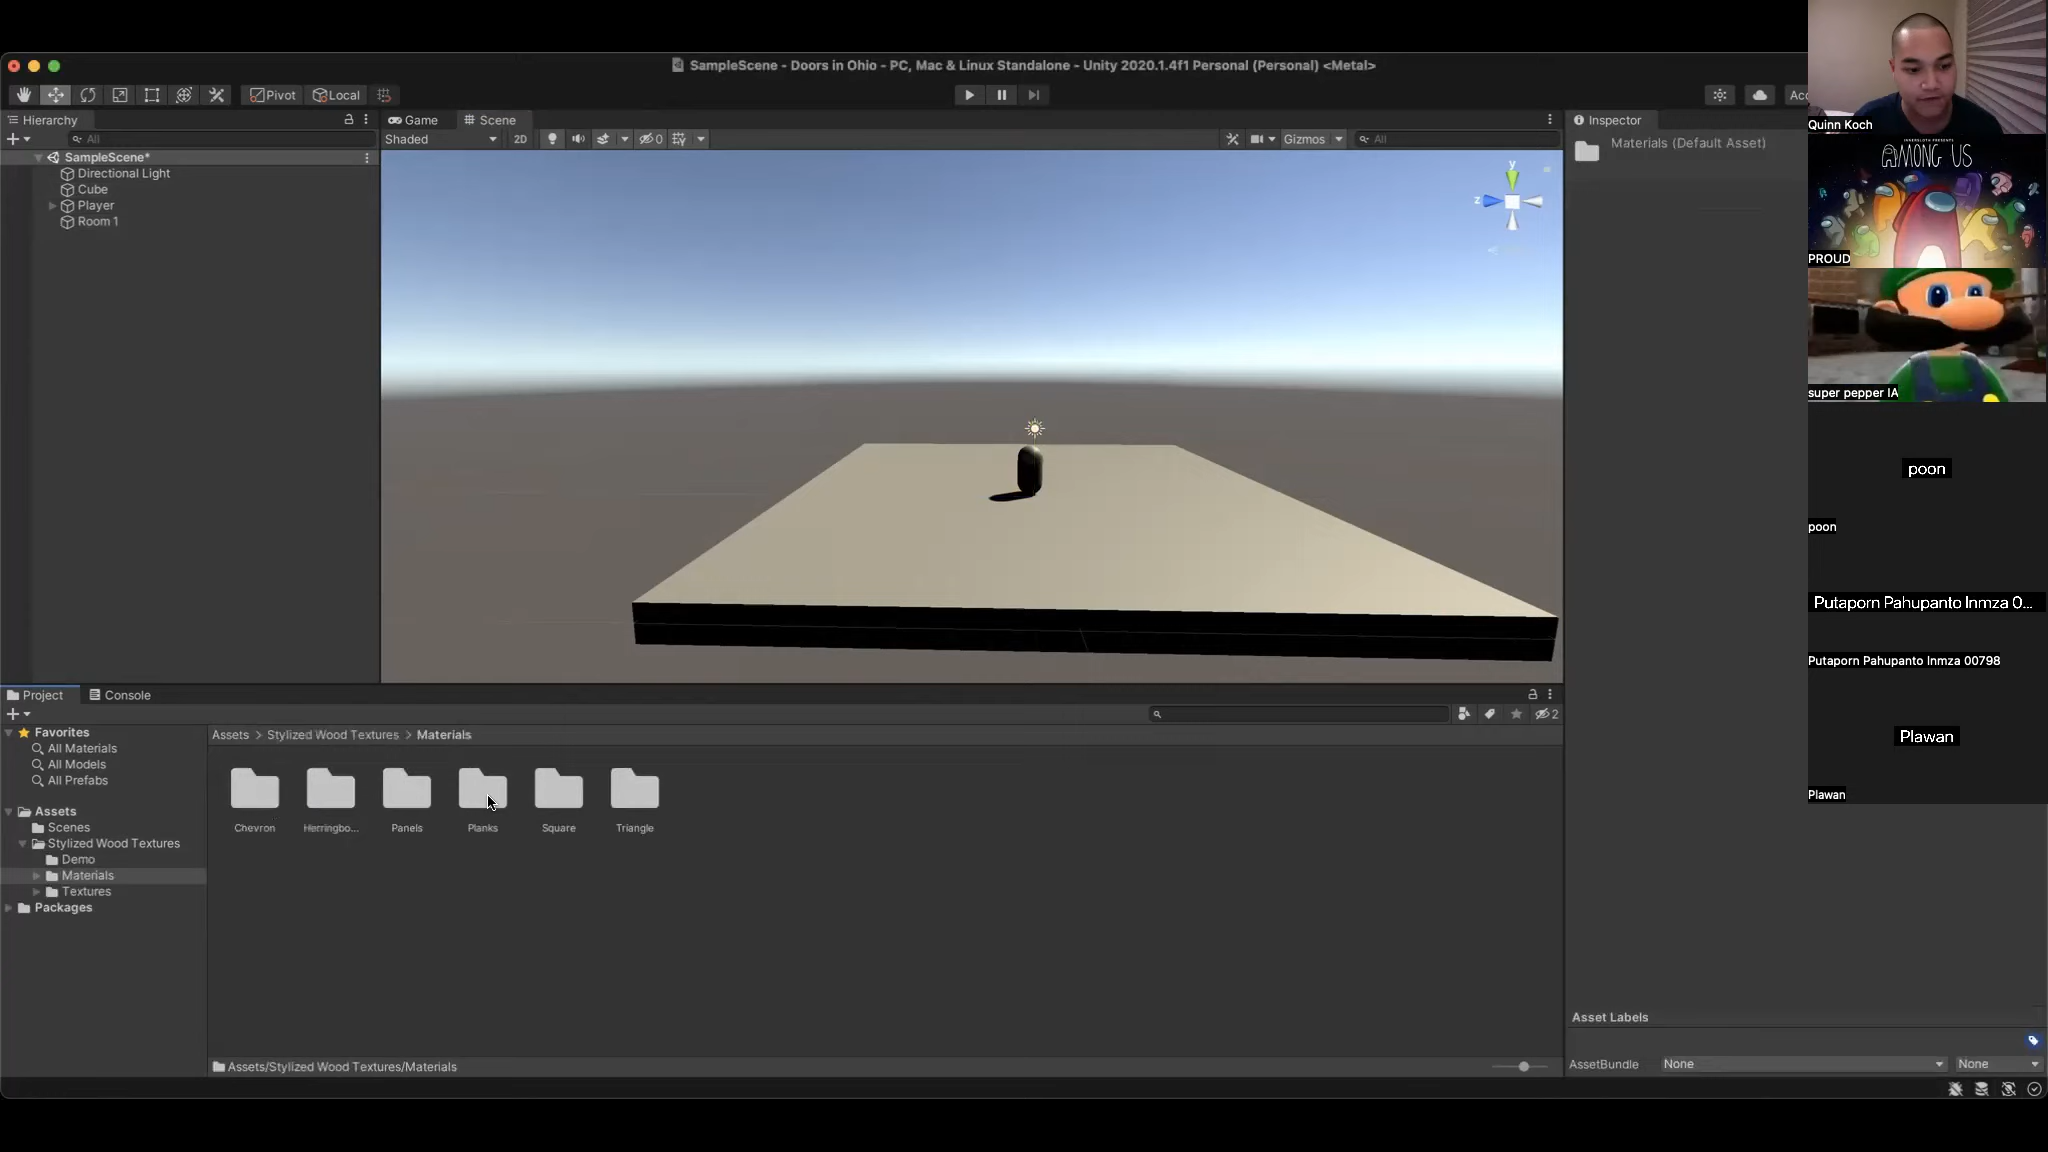 SampleScene - Doors in Ohio - PC, Mac & Linux Standalone - Unity 2020.1.4f1 Personal (Personal) <Metal>
Pivot
Local
Hierarchy
All
SampleScene*
Directional Light
Cube
Player
Room 1
Game
Scene
Shaded
2D
0
Gizmos
All
y
z
Inspector
Materials (Default Asset)
Asset Labels
AssetBundle
None
None
Project
Console
2
Favorites
All Materials
All Models
All Prefabs
Assets
Scenes
Stylized Wood Textures
Demo
Materials
Textures
Packages
Assets > Stylized Wood Textures > Materials
Chevron
Herringbo...
Panels
Planks
Square
Triangle
Assets/Stylized Wood Textures/Materials
Quinn Koch
AMONG US
PROUD
super pepper IA
poon
poon
Putaporn Pahupanto Inmza 0...
Putaporn Pahupanto Inmza 00798
Plawan
Plawan